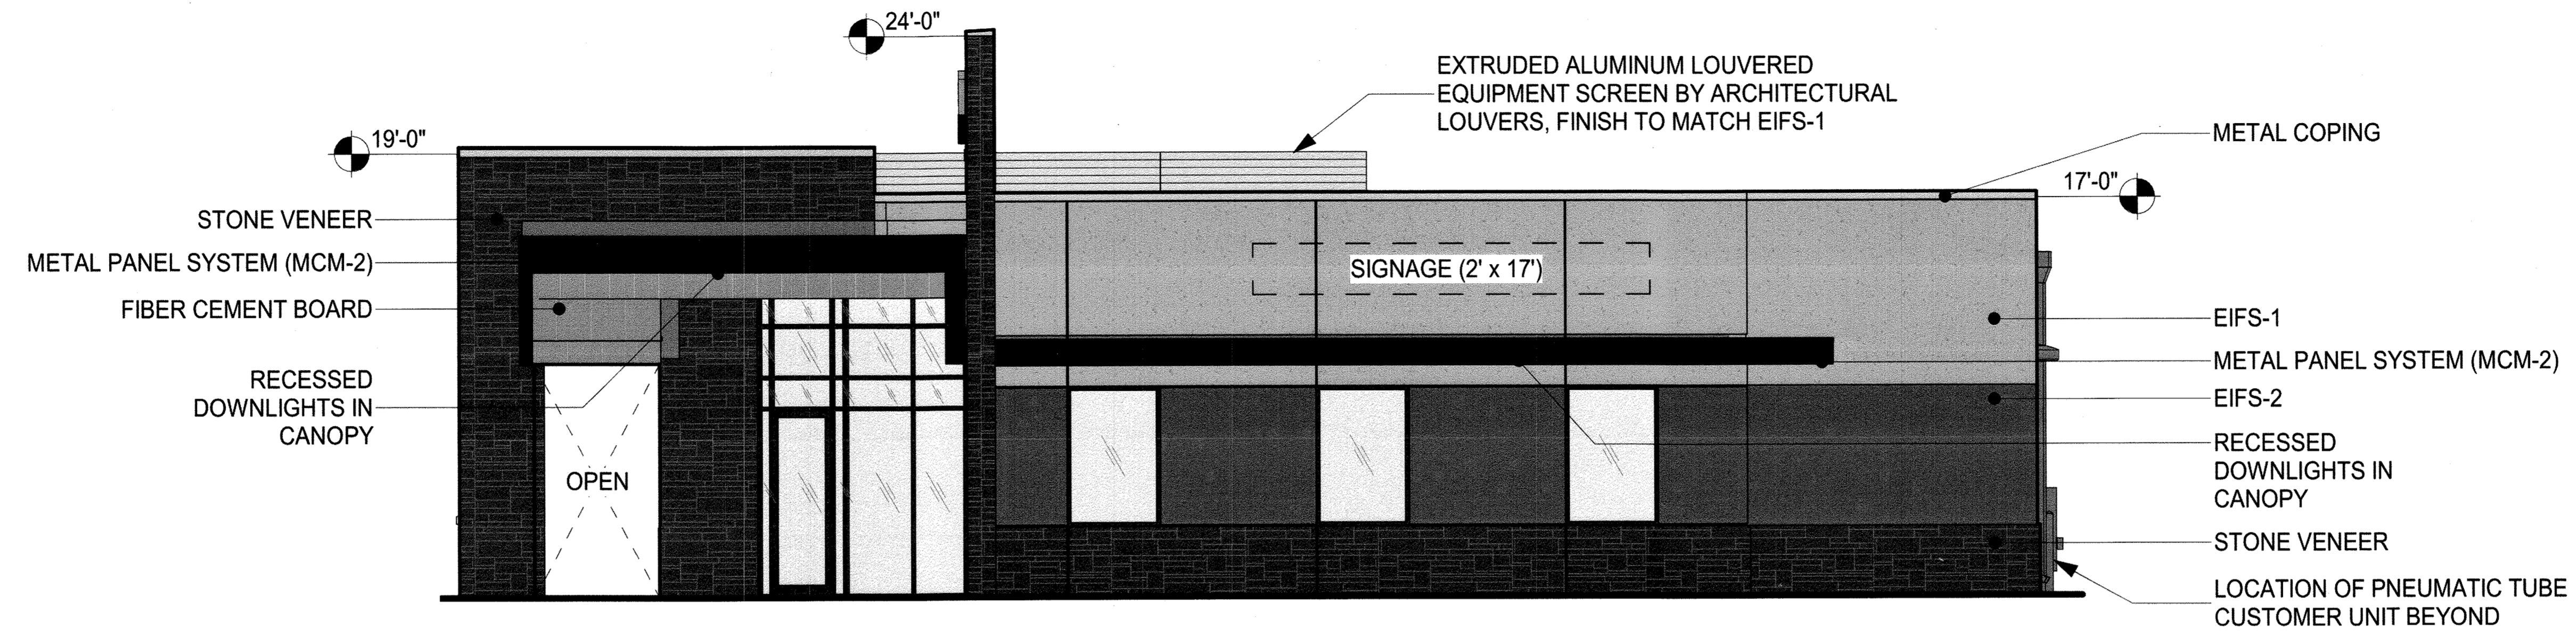 24'-0"
19'-0"
EXTRUDED ALUMINUM LOUVERED
EQUIPMENT SCREEN BY ARCHITECTURAL
LOUVERS, FINISH TO MATCH EIFS-1
METAL COPING
17'-0"
STONE VENEER
METAL PANEL SYSTEM (MCM-2)
FIBER CEMENT BOARD
RECESSED
DOWNLIGHTS IN
CANOPY
OPEN
SIGNAGE (2' x 17')
EIFS-1
METAL PANEL SYSTEM (MCM-2)
EIFS-2
RECESSED
DOWNLIGHTS IN
CANOPY
STONE VENEER
LOCATION OF PNEUMATIC TUBE
CUSTOMER UNIT BEYOND